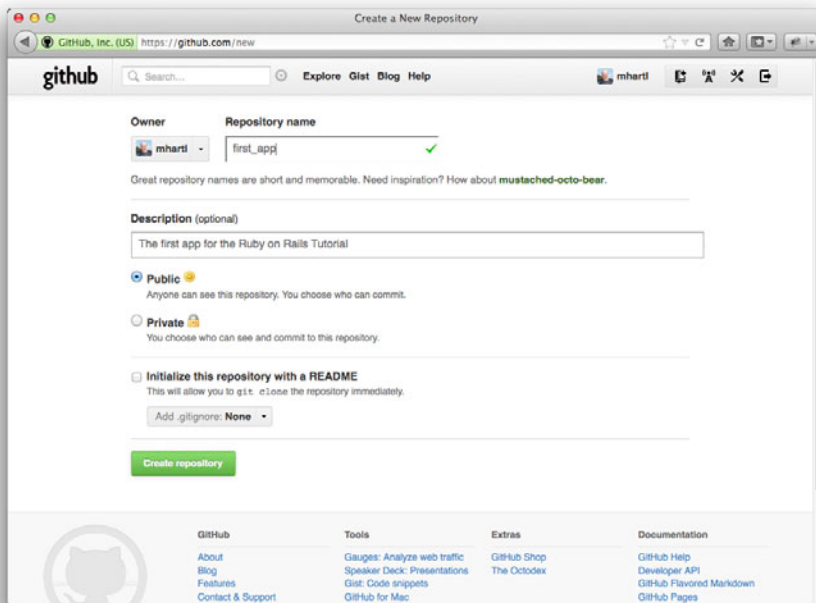 Create a New Repository
GitHub, Inc. (US) https://github.com/new
github Search... Explore Gist Blog Help mhartl
Owner Repository name
mhartl first_app
Great repository names are short and memorable. Need inspiration? How about mustached-octo-bear.
Description (optional)
The first app for the Ruby on Rails Tutorial
Public
Anyone can see this repository. You choose who can commit.
Private
You choose who can see and commit to this repository.
Initialize this repository with a README
This will allow you to git clone the repository immediately.
Add .gitignore: None
Create repository
GitHub Tools Extras Documentation
About Gauges: Analyze web traffic GitHub Shop GitHub Help
Blog Speaker Deck: Presentations The Octodex Developer API
Features Gist: Code snippets GitHub Flavored Markdown
Contact & Support GitHub for Mac GitHub Pages